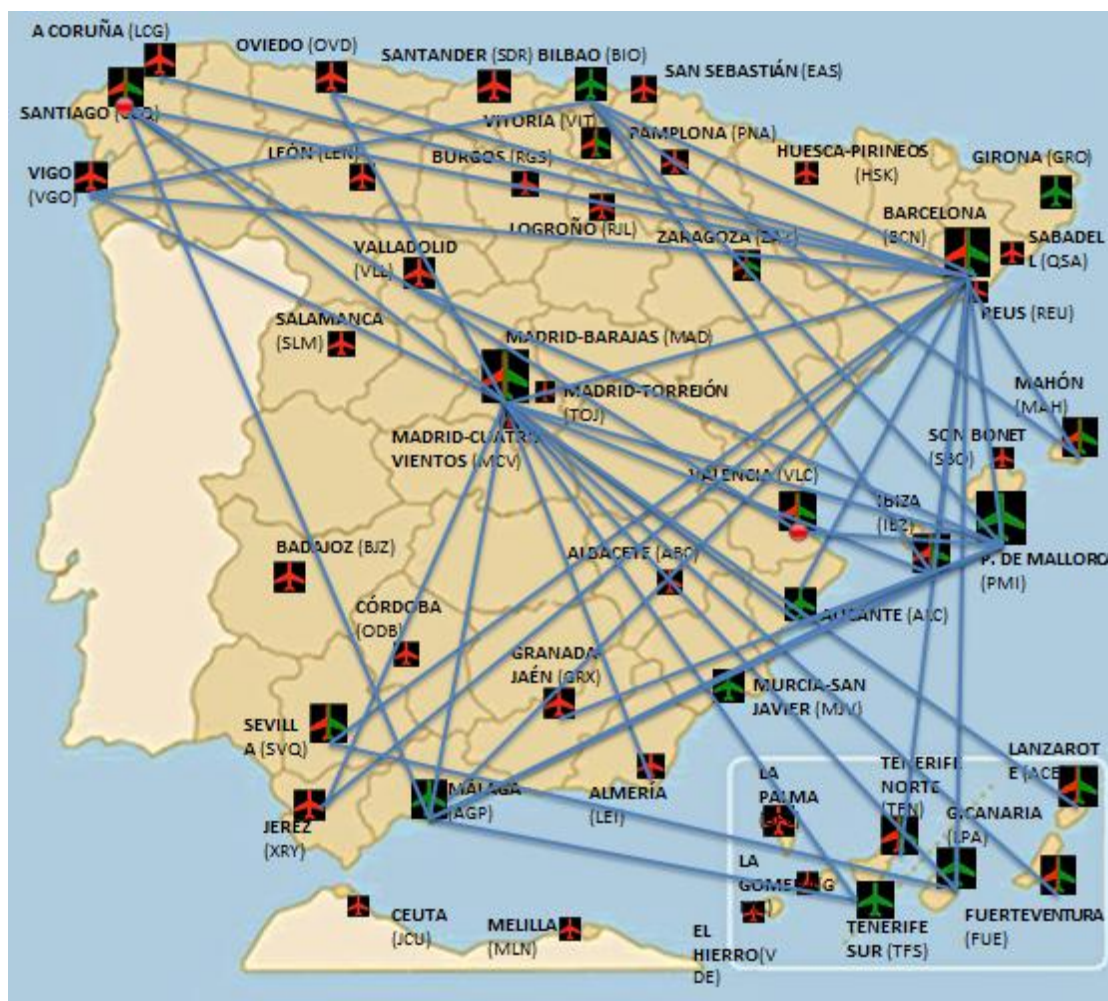 A CORUÑA (LCG)
OVIEDO (OVD)
SANTANDER (SDR) BILBAO (BIO)
SAN SEBASTIÁN (EAS)
SANTIAGO
VITORIA (VIT)
PAMPLONA (PNA)
HUESCA-PIRINEOS
(HSK)
GIRONA (GRO)
VIGO
(VGO)
LEÓN (LEN)
BURGOS (RGS)
LOGROÑO (RJL)
ZARAGOZA
BARCELONA
(BCN)
SABADEL
L (QSA)
REUS (REU)
VALLADOLID
(VLL)
SALAMANCA
(SLM)
MADRID-BARAJAS (MAD)
MADRID-TORREJÓN
(TOJ)
MADRID-CUATRO
VIENTOS (MCV)
MAHÓN
(MAH)
SON BONET
(SBO)
VALENCIA (VLC)
IBIZA
(IBZ)
P. DE MALLORCA
(PMI)
BADAJOZ (BJZ)
ALBACETE (ABC)
ALICANTE (ALC)
CÓRDOBA
(ODB)
GRANADA-
JAÉN (GRX)
MURCIA-SAN
JAVIER (MJV)
SEVILL
A (SVQ)
MÁLAGA
(AGP)
ALMERÍA
(LEI)
JEREZ
(XRY)
LA
PALMA
TENERIFE
NORTE
(TFN)
LANZAROT
E (ACE)
G.CANARIA
(LPA)
LA
CEUTA
(JCU)
MELILLA
(MLN)
EL
HIERRO(V
DE)
TENERIFE
SUR (TFS)
FUERTEVENTURA
(FUE)